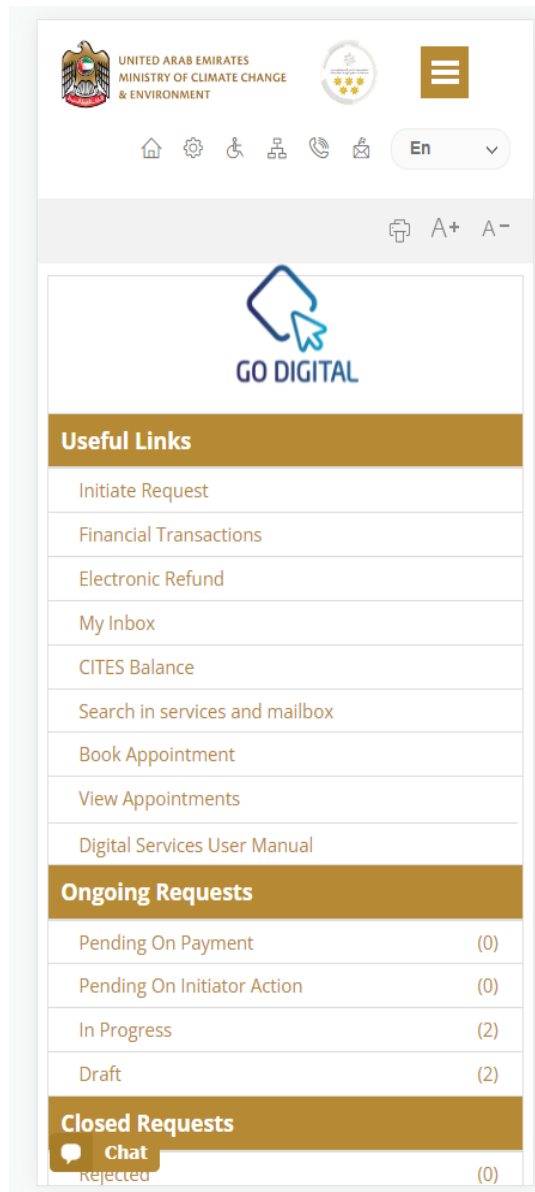 UNITED ARAB EMIRATES
MINISTRY OF CLIMATE CHANGE
& ENVIRONMENT
En
A+ A-
GO DIGITAL
Useful Links
Initiate Request
Financial Transactions
Electronic Refund
My Inbox
CITES Balance
Search in services and mailbox
Book Appointment
View Appointments
Digital Services User Manual
Ongoing Requests
Pending On Payment (0)
Pending On Initiator Action (0)
In Progress (2)
Draft (2)
Closed Requests
Chat
Rejected (0)